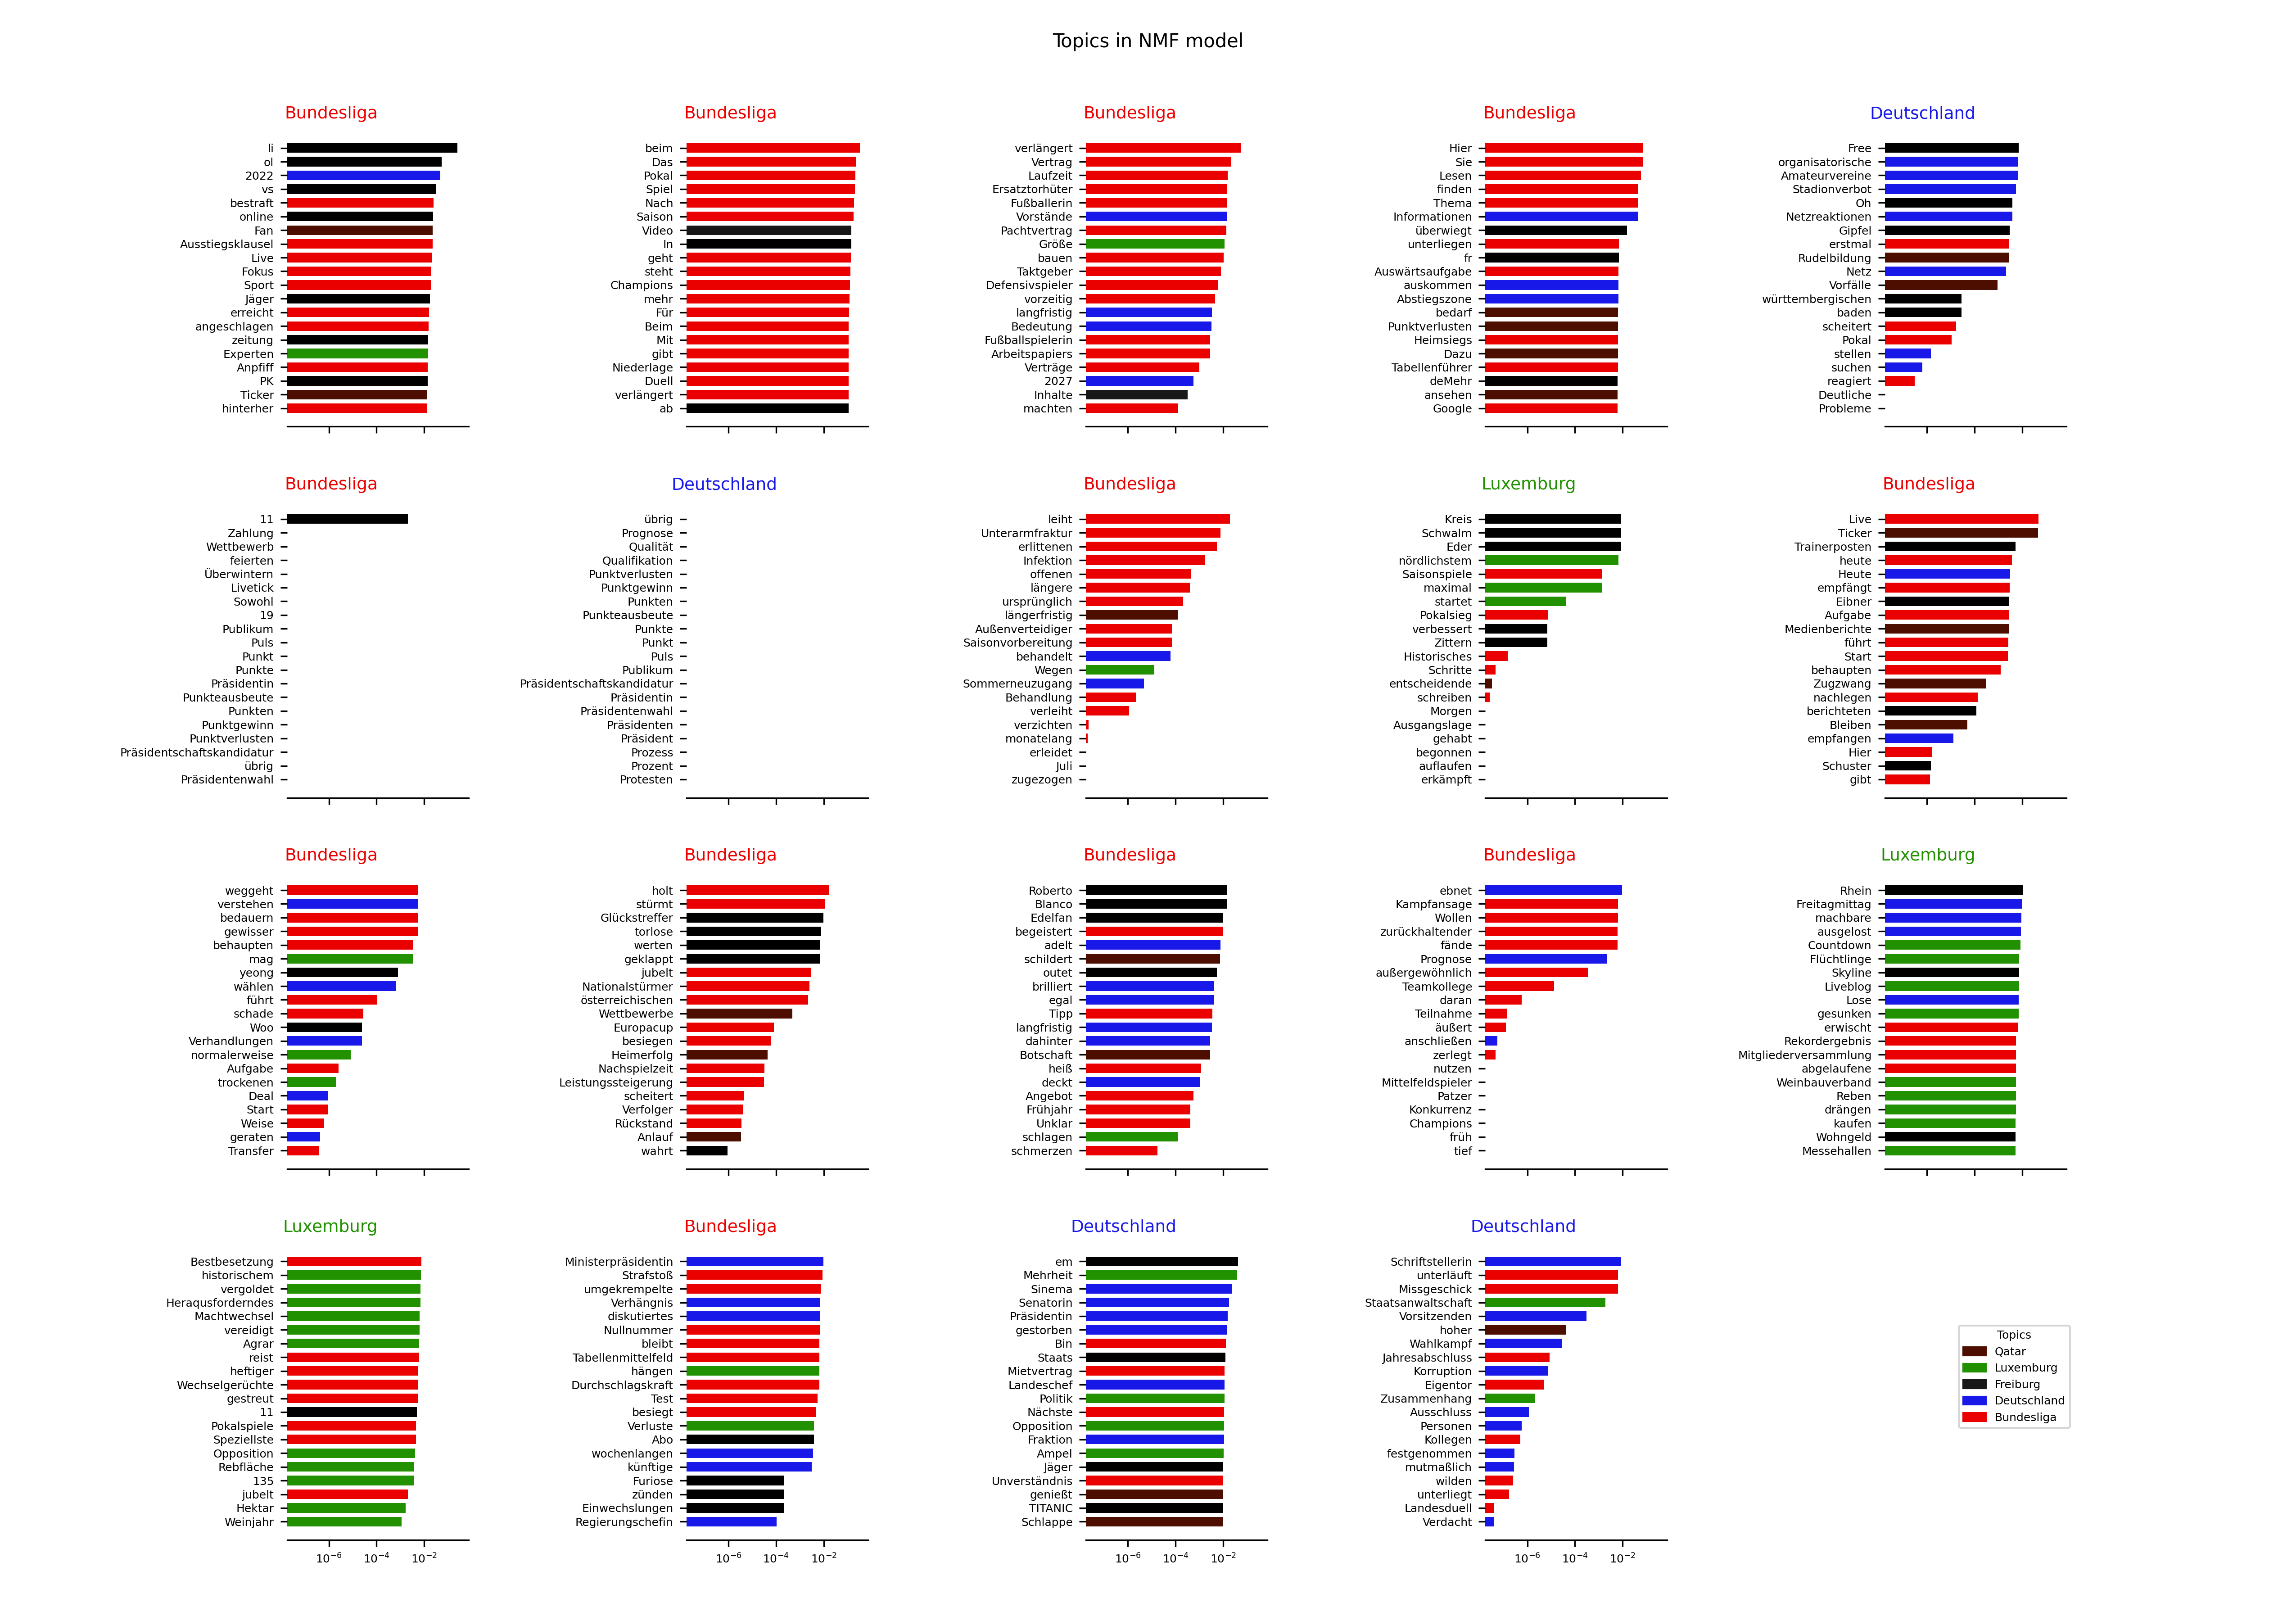 Topics in NMF model
Bundesliga
li
ol
2022
vs
bestraft
online
Fan
Ausstiegsklausel
Live
Fokus
Sport
Jäger
erreicht
angeschlagen
zeitung
Experten
Anpfiff
PK
Ticker
hinterher
Bundesliga
beim
Das
Pokal
Spiel
Nach
Saison
Video
In
geht
steht
Champions
mehr
Für
Beim
Mit
gibt
Niederlage
Duell
verlängert
ab
Bundesliga
verlängert
Vertrag
Laufzeit
Ersatztorhüter
Fußballerin
Vorstände
Pachtvertrag
Größe
bauen
Taktgeber
Defensivspieler
vorzeitig
langfristig
Bedeutung
Fußballspielerin
Arbeitspapiers
Verträge
2027
Inhalte
machten
Bundesliga
Hier
Sie
Lesen
finden
Thema
Informationen
überwiegt
unterliegen
fr
Auswärtsaufgabe
auskommen
Abstiegszone
bedarf
Punktverlusten
Heimsiegs
Dazu
Tabellenführer
deMehr
ansehen
Google
Deutschland
Free
organisatorische
Amateurvereine
Stadionverbot
Oh
Netzreaktionen
Gipfel
erstmal
Rudelbildung
Netz
Vorfälle
württembergischen
baden
scheitert
Pokal
stellen
suchen
reagiert
Deutliche
Probleme
Bundesliga
11
Zahlung
Wettbewerb
feierten
Überwintern
Livetick
Sowohl
19
Publikum
Puls
Punkt
Punkte
Präsidentin
Punkteausbeute
Punkten
Punktgewinn
Punktverlusten
Präsidentschaftskandidatur
übrig
Präsidentenwahl
Deutschland
übrig
Prognose
Qualität
Qualifikation
Punktverlusten
Punktgewinn
Punkten
Punkteausbeute
Punkte
Punkt
Puls
Publikum
Präsidentschaftskandidatur
Präsidentin
Präsidentenwahl
Präsidenten
Präsident
Prozess
Prozent
Protesten
Bundesliga
leiht
Unterarmfraktur
erlittenen
Infektion
offenen
längere
ursprünglich
längerfristig
Außenverteidiger
Saisonvorbereitung
behandelt
Wegen
Sommerneuzugang
Behandlung
verleiht
verzichten
monatelang
erleidet
Juli
zugezogen
Luxemburg
Kreis
Schwalm
Eder
nördlichstem
Saisonspiele
maximal
startet
Pokalsieg
verbessert
Zittern
Historisches
Schritte
entscheidende
schreiben
Morgen
Ausgangslage
gehabt
begonnen
auflaufen
erkämpft
Bundesliga
Live
Ticker
Trainerposten
heute
Heute
empfängt
Eibner
Aufgabe
Medienberichte
führt
Start
behaupten
Zugzwang
nachlegen
berichteten
Bleiben
empfangen
Hier
Schuster
gibt
Bundesliga
weggeht
verstehen
bedauern
gewisser
behaupten
mag
yeong
wählen
führt
schade
Woo
Verhandlungen
normalerweise
Aufgabe
trockenen
Deal
Start
Weise
geraten
Transfer
Bundesliga
holt
stürmt
Glückstreffer
torlose
werten
geklappt
jubelt
Nationalstürmer
österreichischen
Wettbewerbe
Europacup
besiegen
Heimerfolg
Nachspielzeit
Leistungssteigerung
scheitert
Verfolger
Rückstand
Anlauf
wahrt
Bundesliga
Roberto
Blanco
Edelfan
begeistert
adelt
schildert
outet
brilliert
egal
Tipp
langfristig
dahinter
Botschaft
heiß
deckt
Angebot
Frühjahr
Unklar
schlagen
schmerzen
Bundesliga
ebnet
Kampfansage
Wollen
zurückhaltender
fände
Prognose
außergewöhnlich
Teamkollege
daran
Teilnahme
äußert
anschließen
zerlegt
nutzen
Mittelfeldspieler
Patzer
Konkurrenz
Champions
früh
tief
Luxemburg
Rhein
Freitagmittag
machbare
ausgelost
Countdown
Flüchtlinge
Skyline
Liveblog
Lose
gesunken
erwischt
Rekordergebnis
Mitgliederversammlung
abgelaufene
Weinbauverband
Reben
drängen
kaufen
Wohngeld
Messehallen
Luxemburg
Bestbesetzung
historischem
vergoldet
Heraqusforderndes
Machtwechsel
vereidigt
Agrar
reist
heftiger
Wechselgerüchte
gestreut
11
Pokalspiele
Speziellste
Opposition
Rebfläche
135
jubelt
Hektar
Weinjahr
10⁻⁶ 10⁻⁴ 10⁻²
Bundesliga
Ministerpräsidentin
Strafstoß
umgekrempelte
Verhängnis
diskutiertes
Nullnummer
bleibt
Tabellenmittelfeld
hängen
Durchschlagskraft
Test
besiegt
Verluste
Abo
wochenlangen
künftige
Furiose
zünden
Einwechslungen
Regierungschefin
10⁻⁶ 10⁻⁴ 10⁻²
Deutschland
em
Mehrheit
Sinema
Senatorin
Präsidentin
gestorben
Bin
Staats
Mietvertrag
Landeschef
Politik
Nächste
Opposition
Fraktion
Ampel
Jäger
Unverständnis
genießt
TITANIC
Schlappe
10⁻⁶ 10⁻⁴ 10⁻²
Deutschland
Schriftstellerin
unterläuft
Missgeschick
Staatsanwaltschaft
Vorsitzenden
hoher
Wahlkampf
Jahresabschluss
Korruption
Eigentor
Zusammenhang
Ausschluss
Personen
Kollegen
festgenommen
mutmaßlich
wilden
unterliegt
Landesduell
Verdacht
10⁻⁶ 10⁻⁴ 10⁻²
Topics
Qatar
Luxemburg
Freiburg
Deutschland
Bundesliga